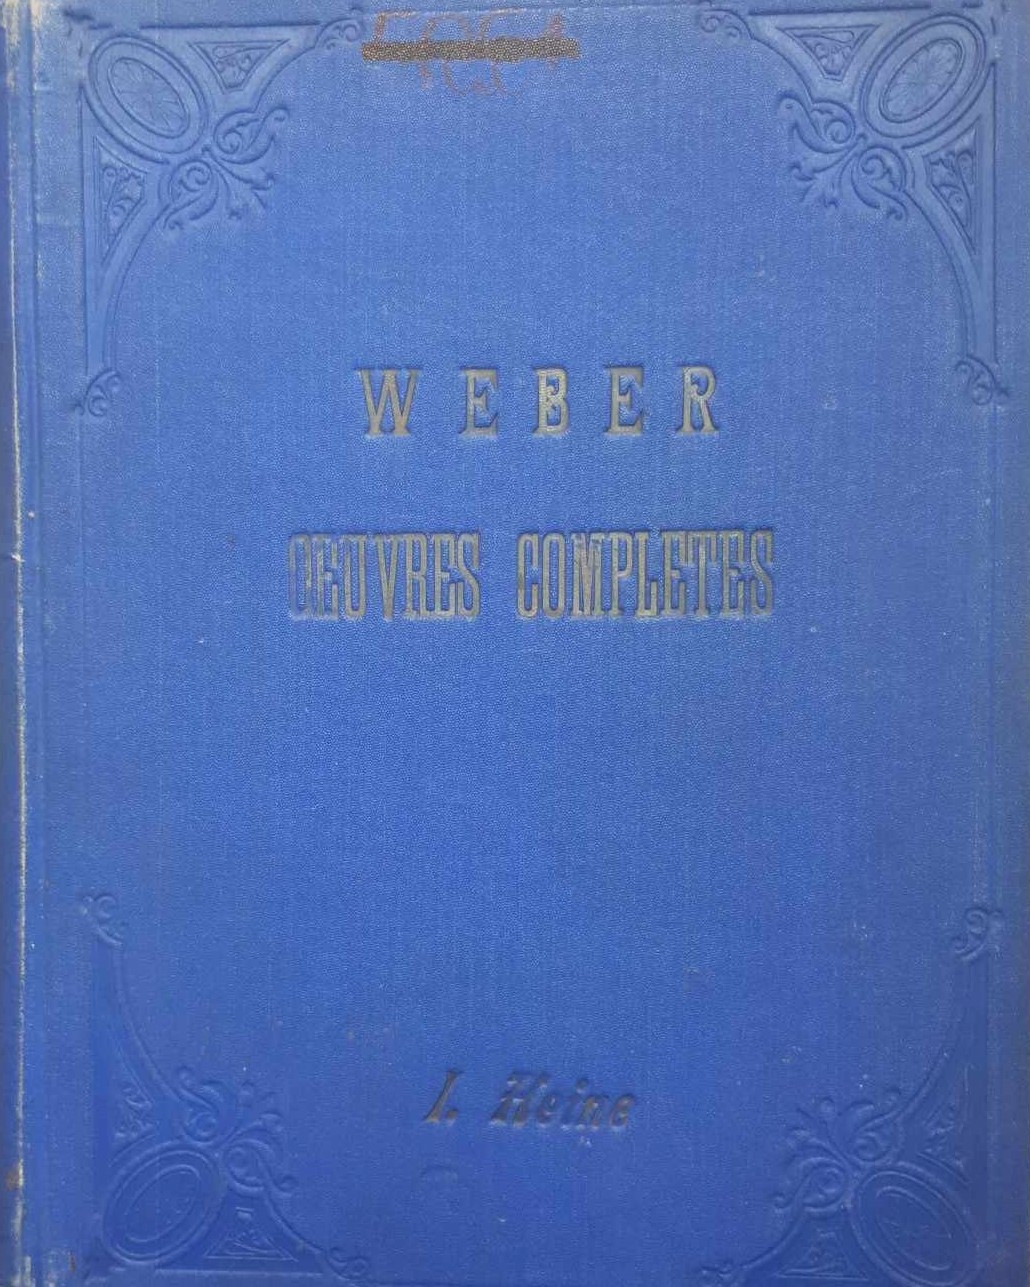 WEBER
OEUVRES COMPLETES
I. Heine